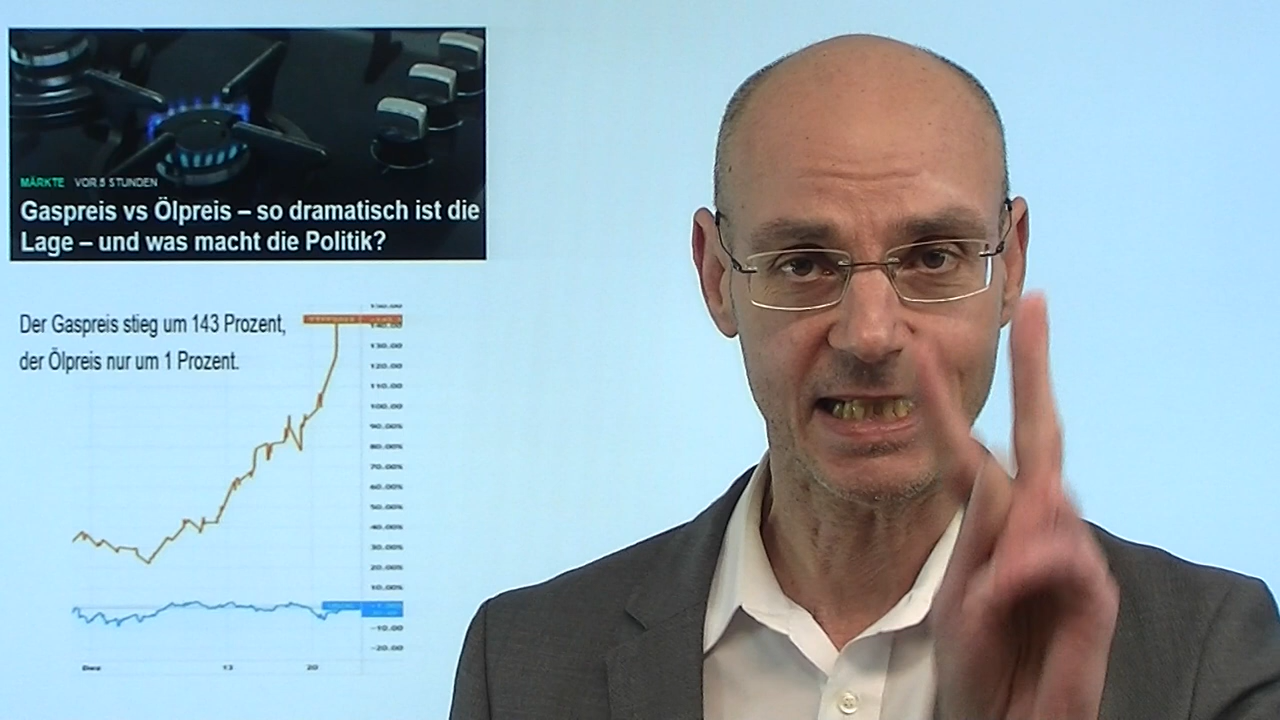 MÄRKTE VOR 5 STUNDEN
Gaspreis vs Ölpreis – so dramatisch ist die
Lage – und was macht die Politik?
Der Gaspreis stieg um 143 Prozent,
der Ölpreis nur um 1 Prozent.
140.00
130.00
120.00
110.00
100.00
90.00%
80.00%
70.00%
60.00%
50.00%
40.00%
30.00%
20.00%
10.00%
-10.00
-20.00
Dez 13 20